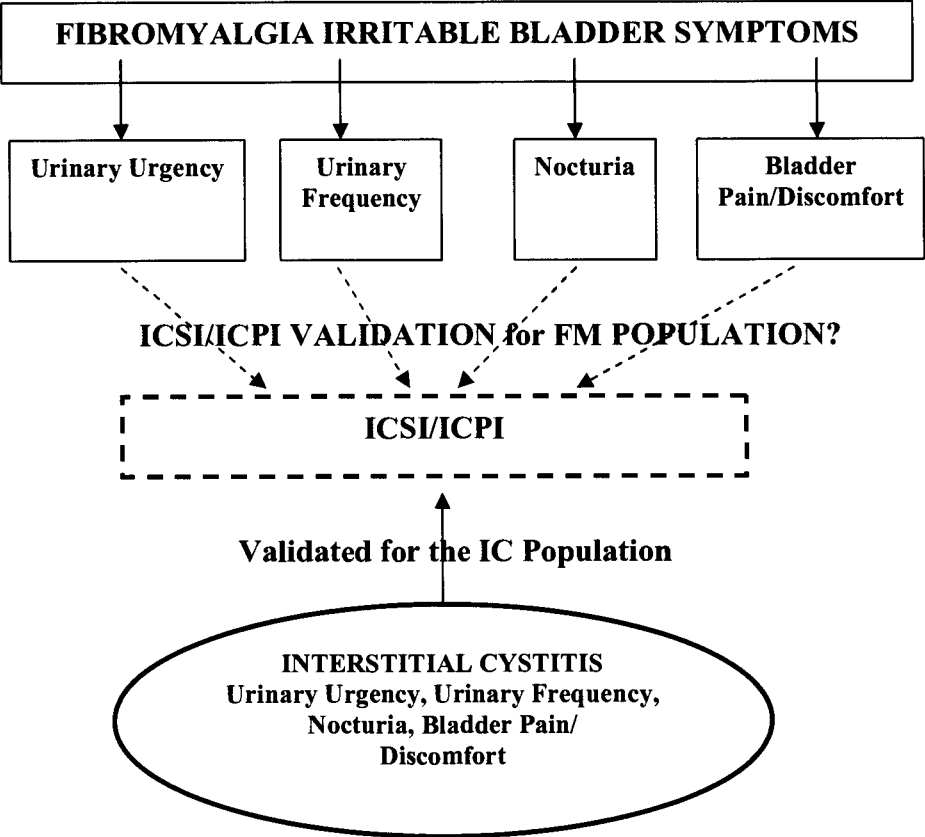 FIBROMYALGIA IRRITABLE BLADDER SYMPTOMS
Urinary Urgency
Urinary
Frequency
Nocturia
Bladder
Pain/Discomfort
ICSI/ICPI VALIDATION for FM POPULATION?
ICSI/ICPI
Validated for the IC Population
INTERSTITIAL CYSTITIS
Urinary Urgency, Urinary Frequency,
Nocturia, Bladder Pain/
Discomfort